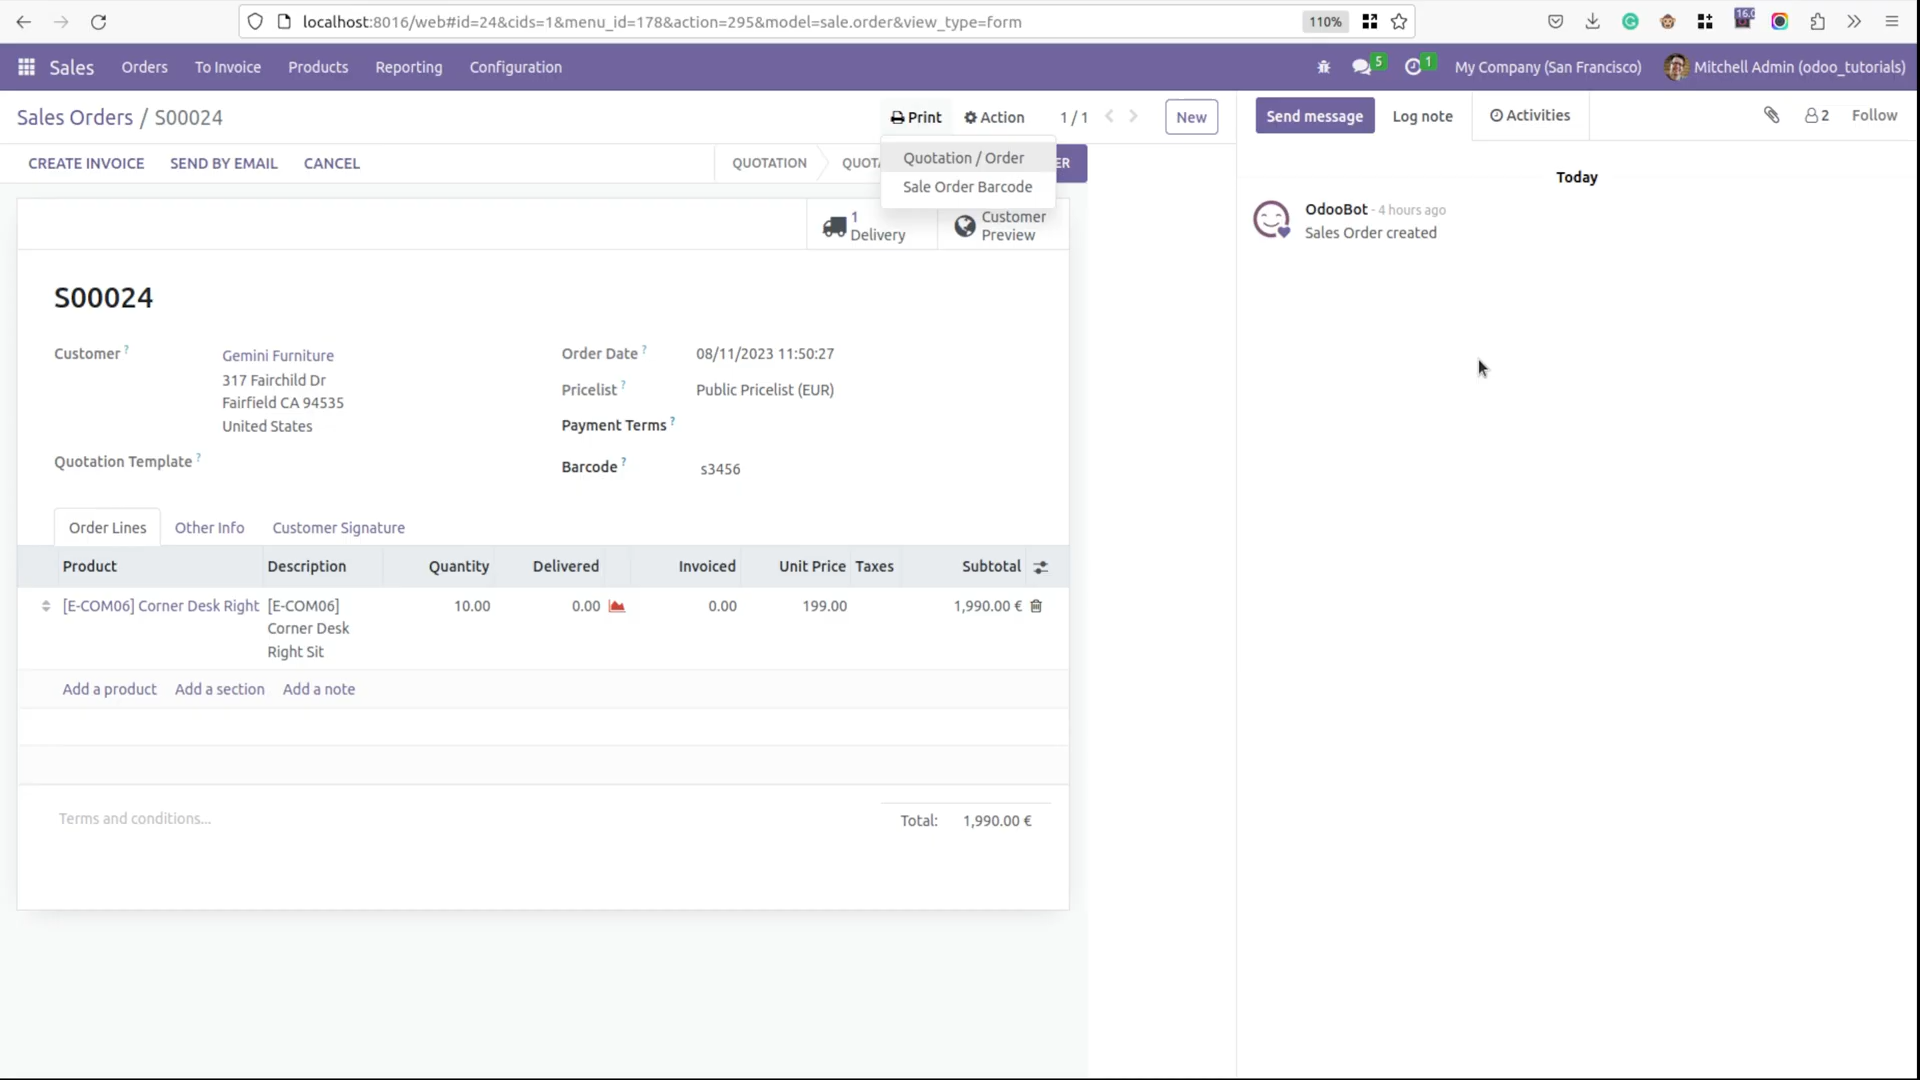 localhost:8016/web#id=24&cids=1&menu_id=178&action=295&model=sale.order&view_type=form
110%
16.0
Sales Orders To Invoice Products Reporting Configuration
5 1 My Company (San Francisco) Mitchell Admin (odoo_tutorials)
Sales Orders / S00024
Print Action 1 / 1 New
Send message Log note Activities 2 Follow
CREATE INVOICE SEND BY EMAIL CANCEL
QUOTATION QUOTA ER
Quotation / Order
Sale Order Barcode
1
Delivery
Customer
Preview
Today
OdooBot - 4 hours ago
Sales Order created
S00024
Customer ?
Gemini Furniture
317 Fairchild Dr
Fairfield CA 94535
United States
Quotation Template ?
Order Date ? 08/11/2023 11:50:27
Pricelist ? Public Pricelist (EUR)
Payment Terms ?
Barcode ? s3456
Order Lines Other Info Customer Signature
Product Description Quantity Delivered Invoiced Unit Price Taxes Subtotal
[E-COM06] Corner Desk Right [E-COM06] 10.00 0.00 0.00 199.00 1,990.00 €
Corner Desk
Right Sit
Add a product Add a section Add a note
Terms and conditions...
Total: 1,990.00 €